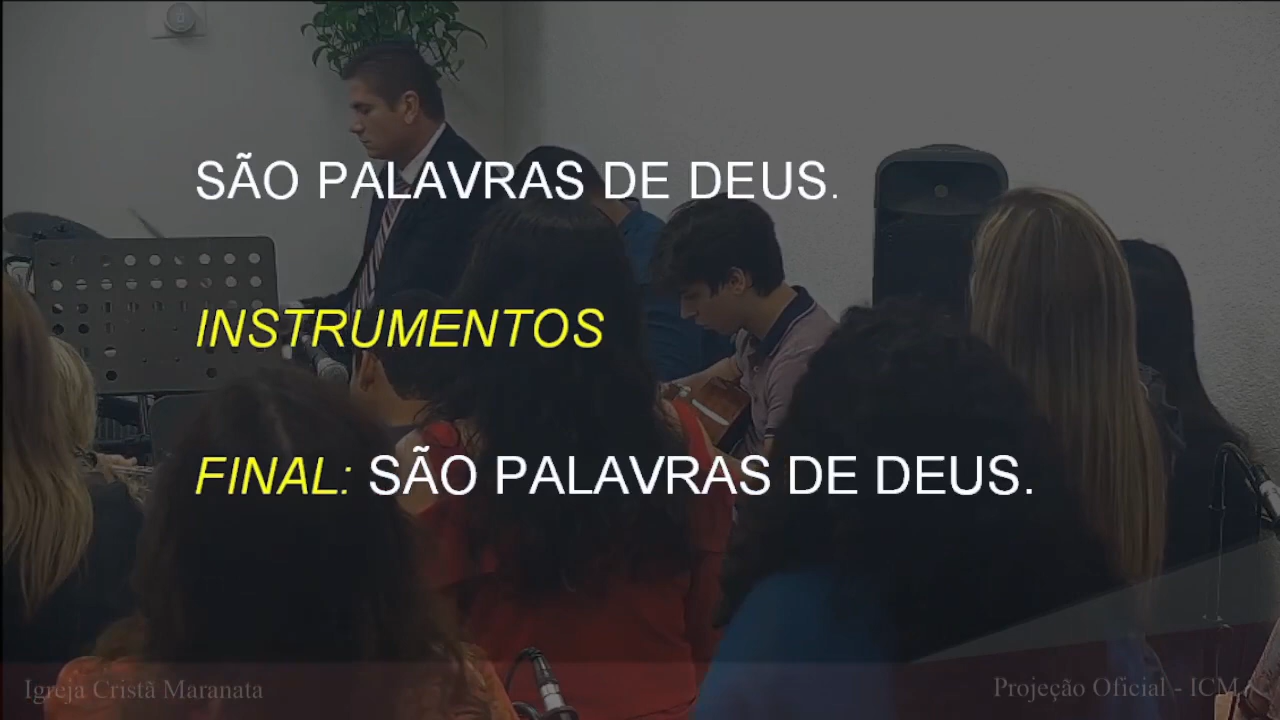 SÃO PALAVRAS DE DEUS.
INSTRUMENTOS
FINAL: SÃO PALAVRAS DE DEUS.
Igreja Cristã Maranata
Projeção Oficial - ICM